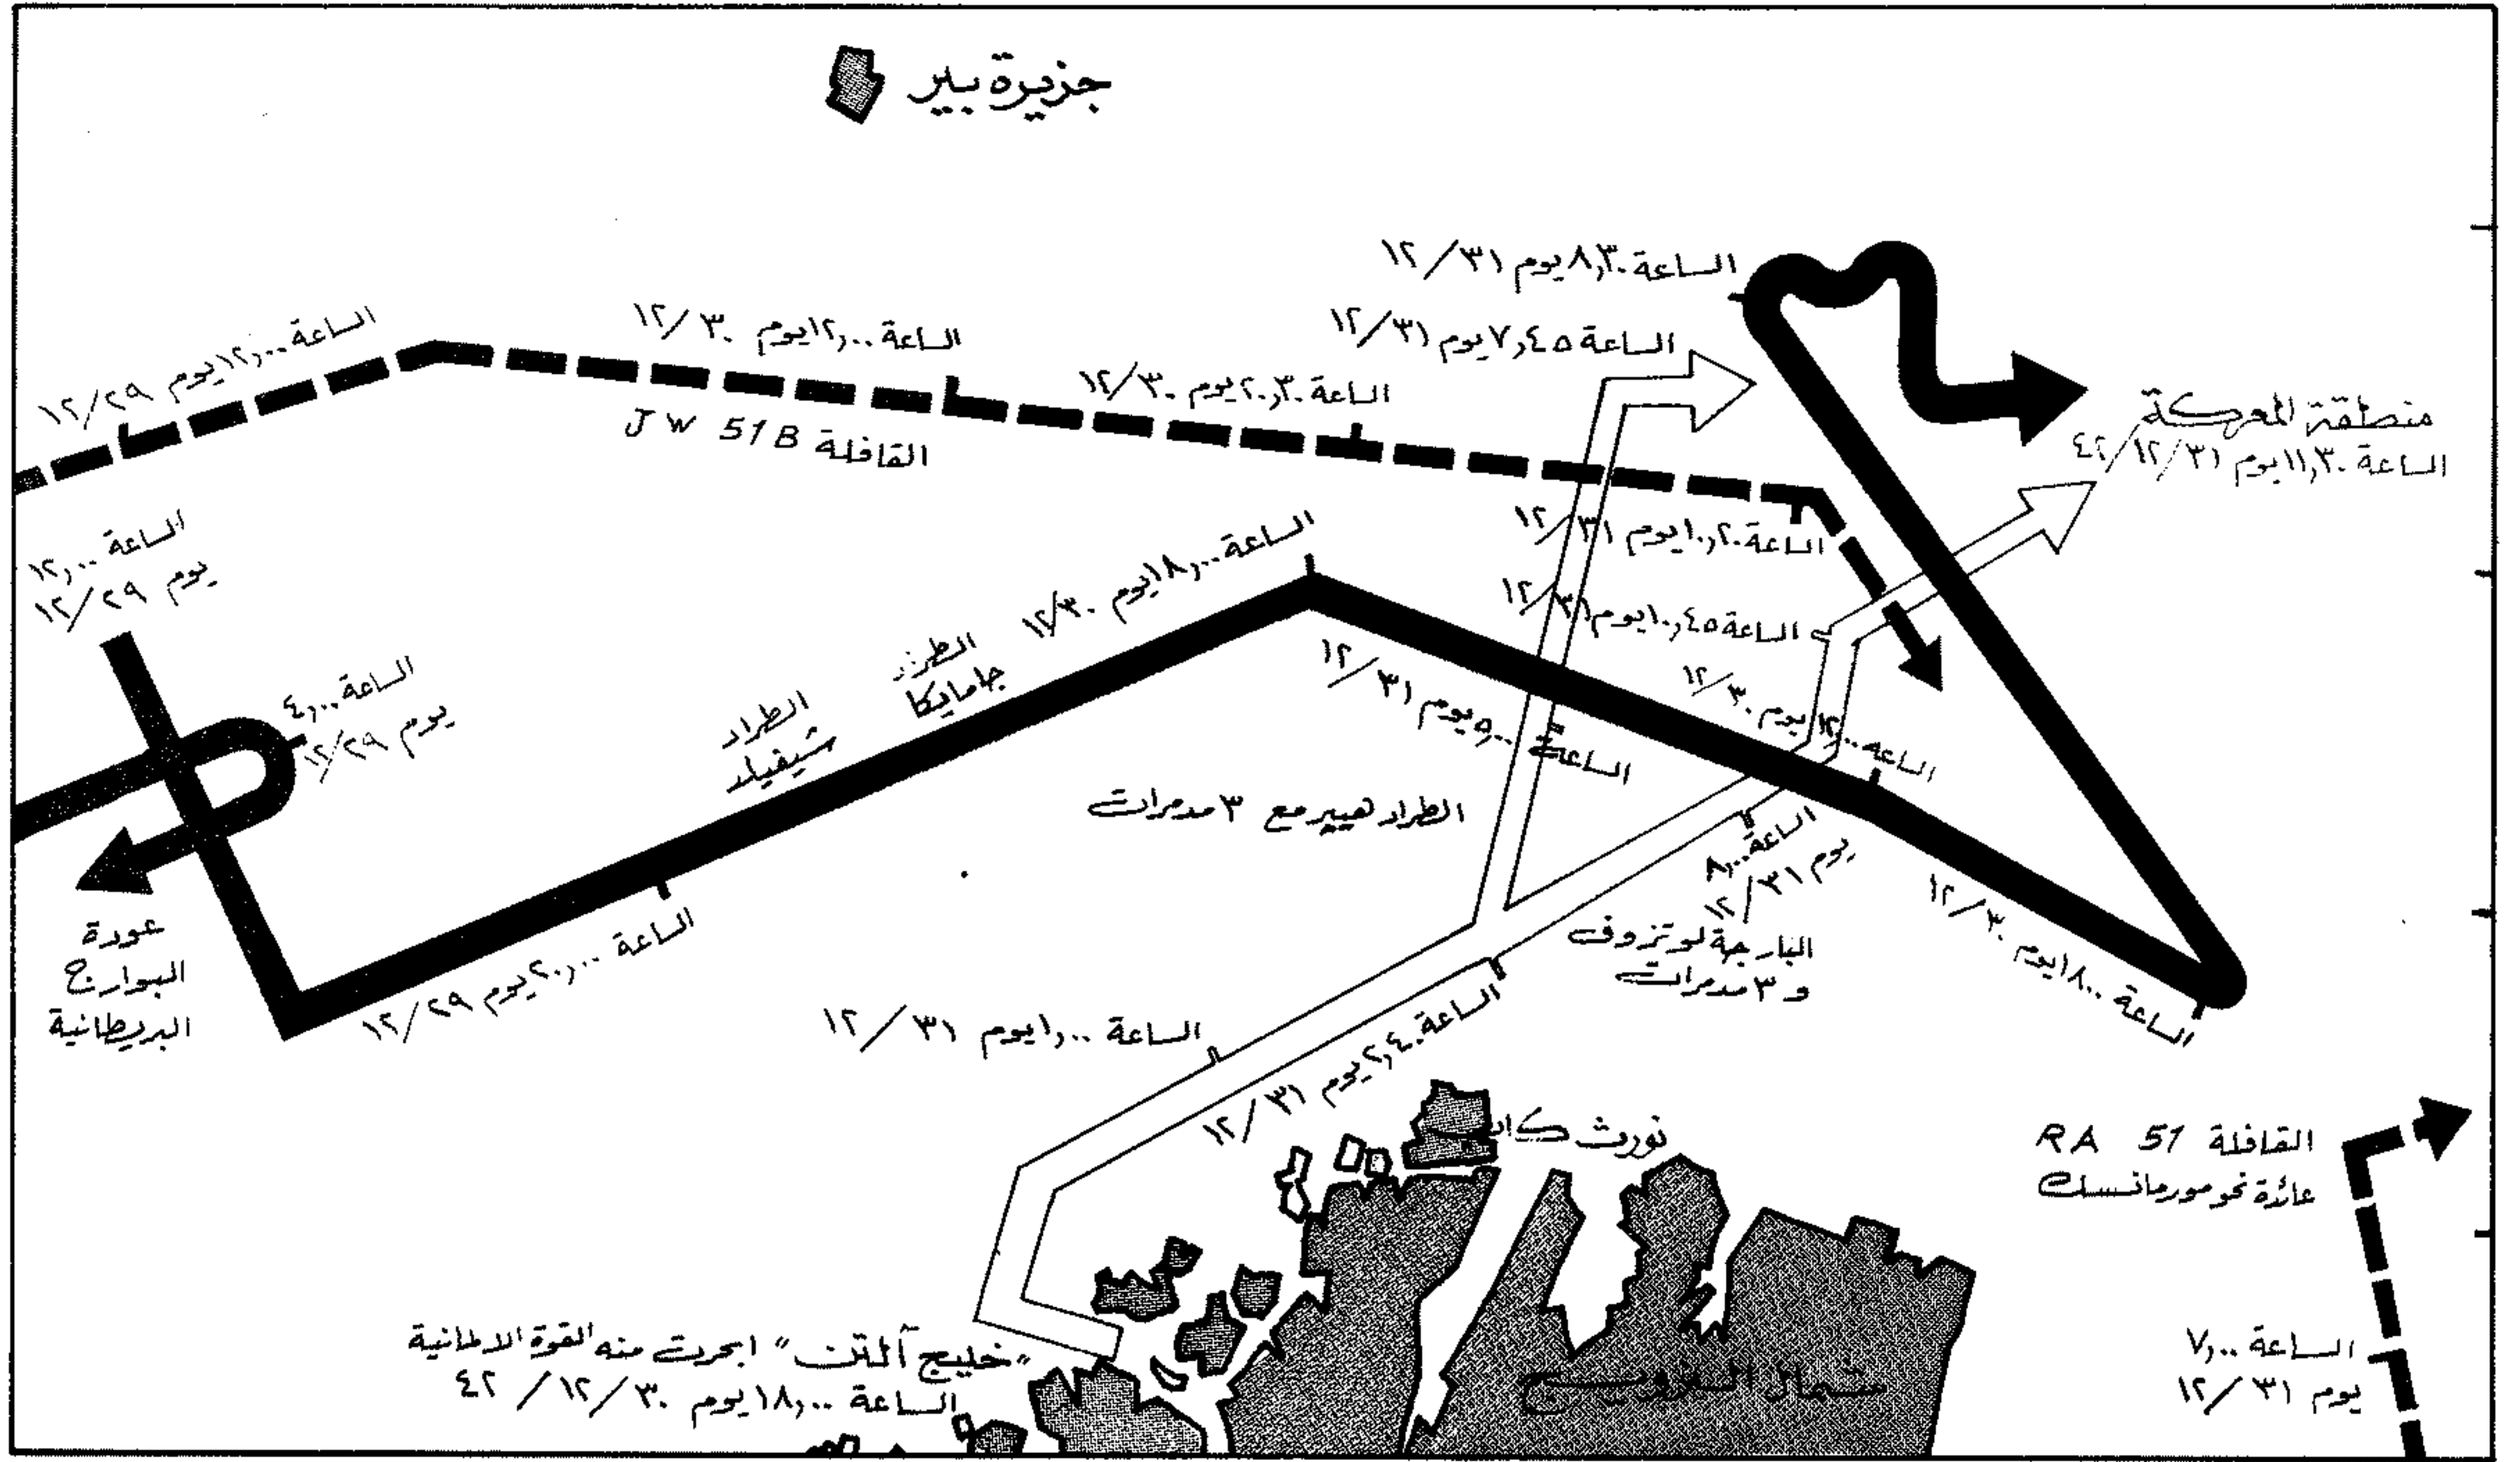 جزيرة بير
الساعة ٨,٣٠ يوم ١٢/٣١
الساعة ٧,٤٥ يوم ١٢/٣١
الساعة ١٢,٠٠ يوم ١٢/٢٩
الساعة ١٢,٠٠ يوم ١٢/٣٠
الساعة ٢٠,٣٠ يوم ١٢/٣٠
القافلة JW 51B
منطقة المعركة
الساعة ١١,٣٠ يوم ٤٢/١٢/٣١
الساعة ١٢,٠٠
يوم ١٢/٢٩
الساعة ١٨,٠٠ يوم ١٢/٣٠
الساعة ١٠,٢٠ يوم ١٢/٣١
الساعة ١٠,٤٥ يوم ١٢/٣١
الساعة ٤,٠٠
يوم ١٢/٢٩
جامايكا
الطراد
شيفيلد
الساعة ٥,٠٠ يوم ١٢/٣١
يوم ١٢/٣٠
الطراد هيبر مع ٣ مدمرات
الساعة ٨,٠٠
يوم ١٢/٣١
البارجة لوتزوف
و ٣ مدمرات
الساعة ١٨,٠٠ يوم ١٢/٣٠
عودة
البوارج
البريطانية
الساعة ٢٠,٠٠ يوم ١٢/٢٩
الساعة ١,٠٠ يوم ١٢/٣١
الساعة ٢,٤٠ يوم ١٢/٣١
نورث كاب
القافلة RA 51
عائدة نحو مورمانسك
"خليج آلتن" ابحرت منه القوة الالمانية
الساعة ١٨,٠٠ يوم ٤٢/١٢/٣٠
شمال النرويج
الساعة ٧,٠٠
يوم ١٢/٣١